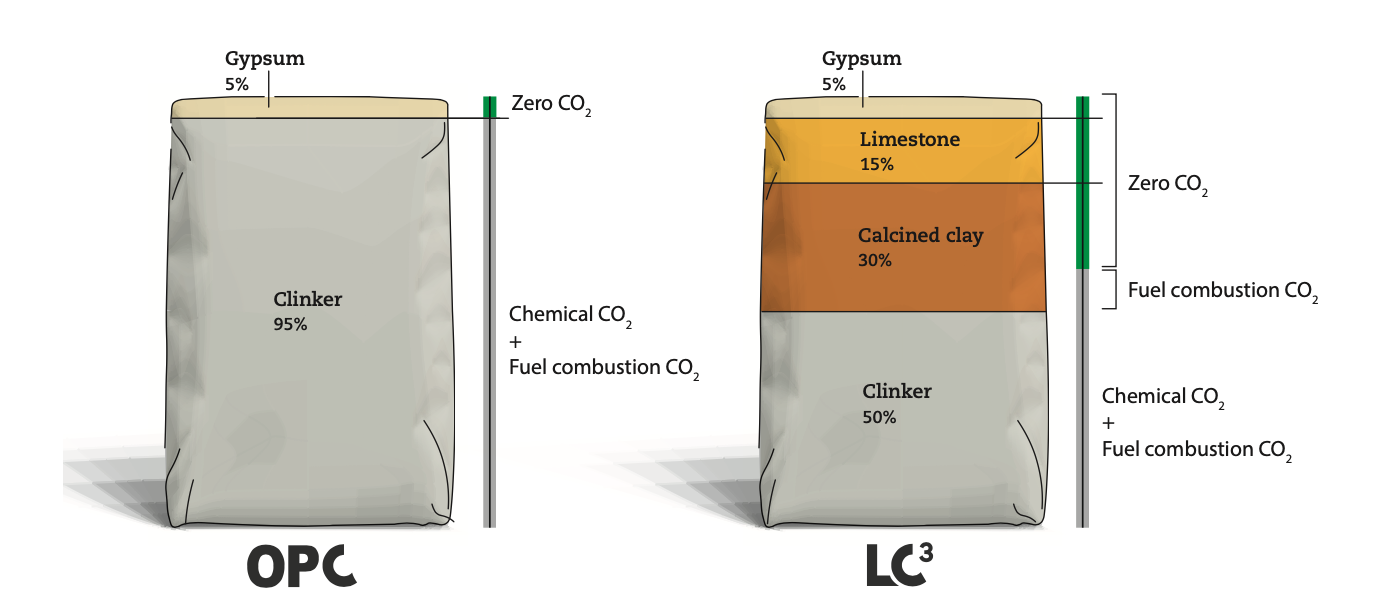 Gypsum
5%
Zero CO₂
Clinker
95%
Chemical CO₂
+
Fuel combustion CO₂
OPC
Gypsum
5%
Limestone
15%
Zero CO₂
Calcined clay
30%
Fuel combustion CO₂
Clinker
50%
Chemical CO₂
+
Fuel combustion CO₂
LC³